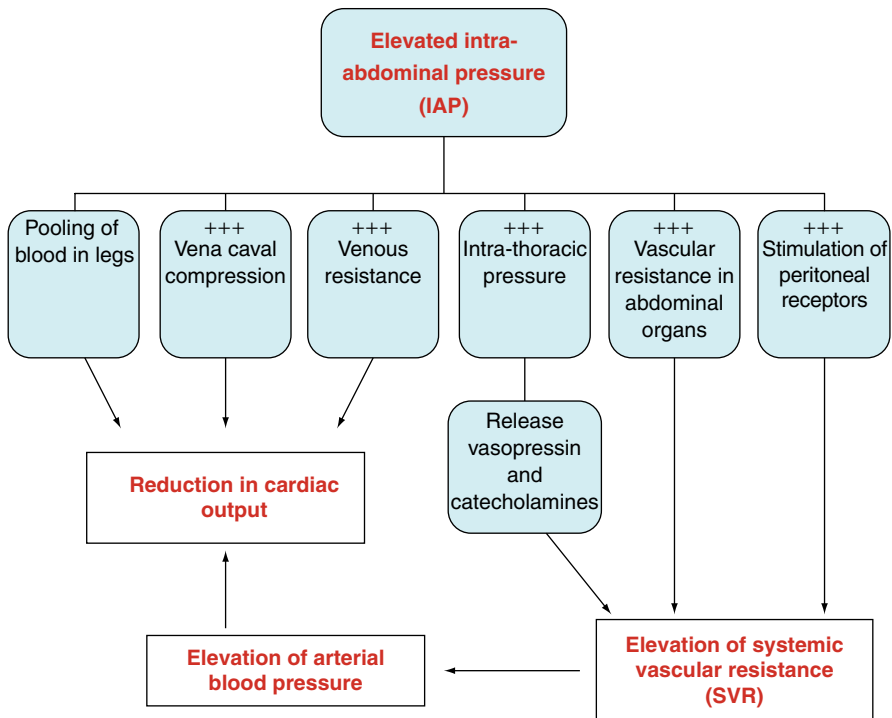 Elevated intra-
abdominal pressure
(IAP)
Pooling of
blood in legs
+++
Vena caval
compression
+++
Venous
resistance
+++
Intra-thoracic
pressure
+++
Vascular
resistance in
abdominal
organs
+++
Stimulation of
peritoneal
receptors
Release
vasopressin
and
catecholamines
Reduction in cardiac
output
Elevation of arterial
blood pressure
Elevation of systemic
vascular resistance
(SVR)